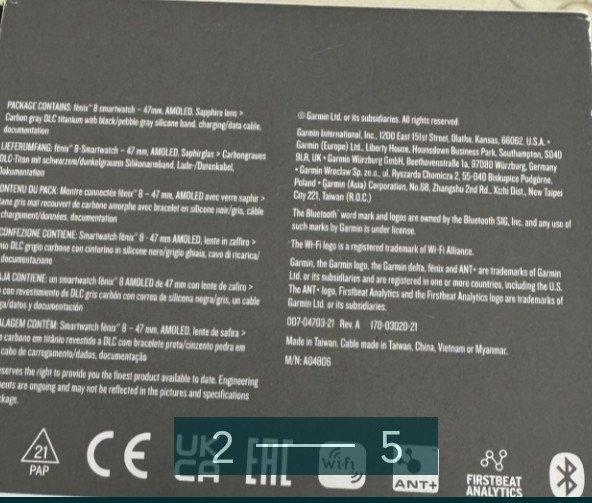 PACKAGE CONTAINS: fēnix® 8 smartwatch – 47mm, AMOLED, Sapphire lens >
Carbon gray DLC titanium with black/pebble gray silicone band, charging/data cable,
documentation
LIEFERUMFANG: fēnix® 8-Smartwatch – 47 mm, AMOLED, Saphirglas > Carbongraues
DLC-Titan mit schwarzem/dunkelgrauem Silikonarmband, Lade-/Datenkabel,
Dokumentation
CONTENU DU PACK: Montre connectée fēnix® 8 – 47 mm, AMOLED avec verre saphir >
titane gris mat recouvert de carbone amorphe avec bracelet en silicone noir/gris, câble
chargement/données, documentation
CONFEZIONE CONTIENE: Smartwatch fēnix® 8 - 47 mm AMOLED, lente in zaffiro >
DLC grigio carbone con cinturino in silicone nero/grigio ghiaia, cavo di ricarica/
documentazione
CONTIENE: un smartwatch fēnix® 8 AMOLED de 47 mm con lente de zafiro >
con revestimiento de DLC gris carbón con correa de silicona negra/gris, un cable
documentación
CONTÉM: Smartwatch fēnix® 8 – 47 mm, AMOLED, lente de safira >
carbono em titânio revestido a DLC com bracelete preta/cinzento pedra em
cabo de carregamento/dados, documentação
reserves the right to provide you the finest product available to date. Engineering
are ongoing and may not be reflected in the pictures and specifications
© Garmin Ltd. or its subsidiaries. All rights reserved.
Garmin International, Inc., 1200 East 151st Street, Olathe, Kansas, 66062, U.S.A. •
Garmin (Europe) Ltd., Liberty House, Hounsdown Business Park, Southampton, SO40
9LR, UK • Garmin Würzburg GmbH, Beethovenstraße 1a, 97080 Würzburg, Germany
• Garmin Wrocław Sp. zo.o., ul. Ryszarda Chomicza 2, 55-040 Biskupice Podgórne,
Poland • Garmin (Asia) Corporation, No.68, Zhangshu 2nd Rd., Xizhi Dist., New Taipei
City 221, Taiwan (R.O.C.)
The Bluetooth® word mark and logos are owned by the Bluetooth SIG, Inc. and any use of
such marks by Garmin is under license.
The Wi-Fi logo is a registered trademark of Wi-Fi Alliance.
Garmin, the Garmin logo, the Garmin delta, fēnix and ANT+ are trademarks of Garmin
Ltd. or its subsidiaries and are registered in one or more countries, including the U.S.
The ANT+ logo, Firstbeat Analytics and the Firstbeat Analytics logo are trademarks of
Garmin Ltd. or its subsidiaries.
007-04703-21 Rev. A 170-03020-21
Made in Taiwan. Cable made in Taiwan, China, Vietnam or Myanmar.
M/N: A04806
21
PAP
CE
UK
CA
EAC
2 — 5
Wi-Fi
ANT+
FIRSTBEAT
ANALYTICS